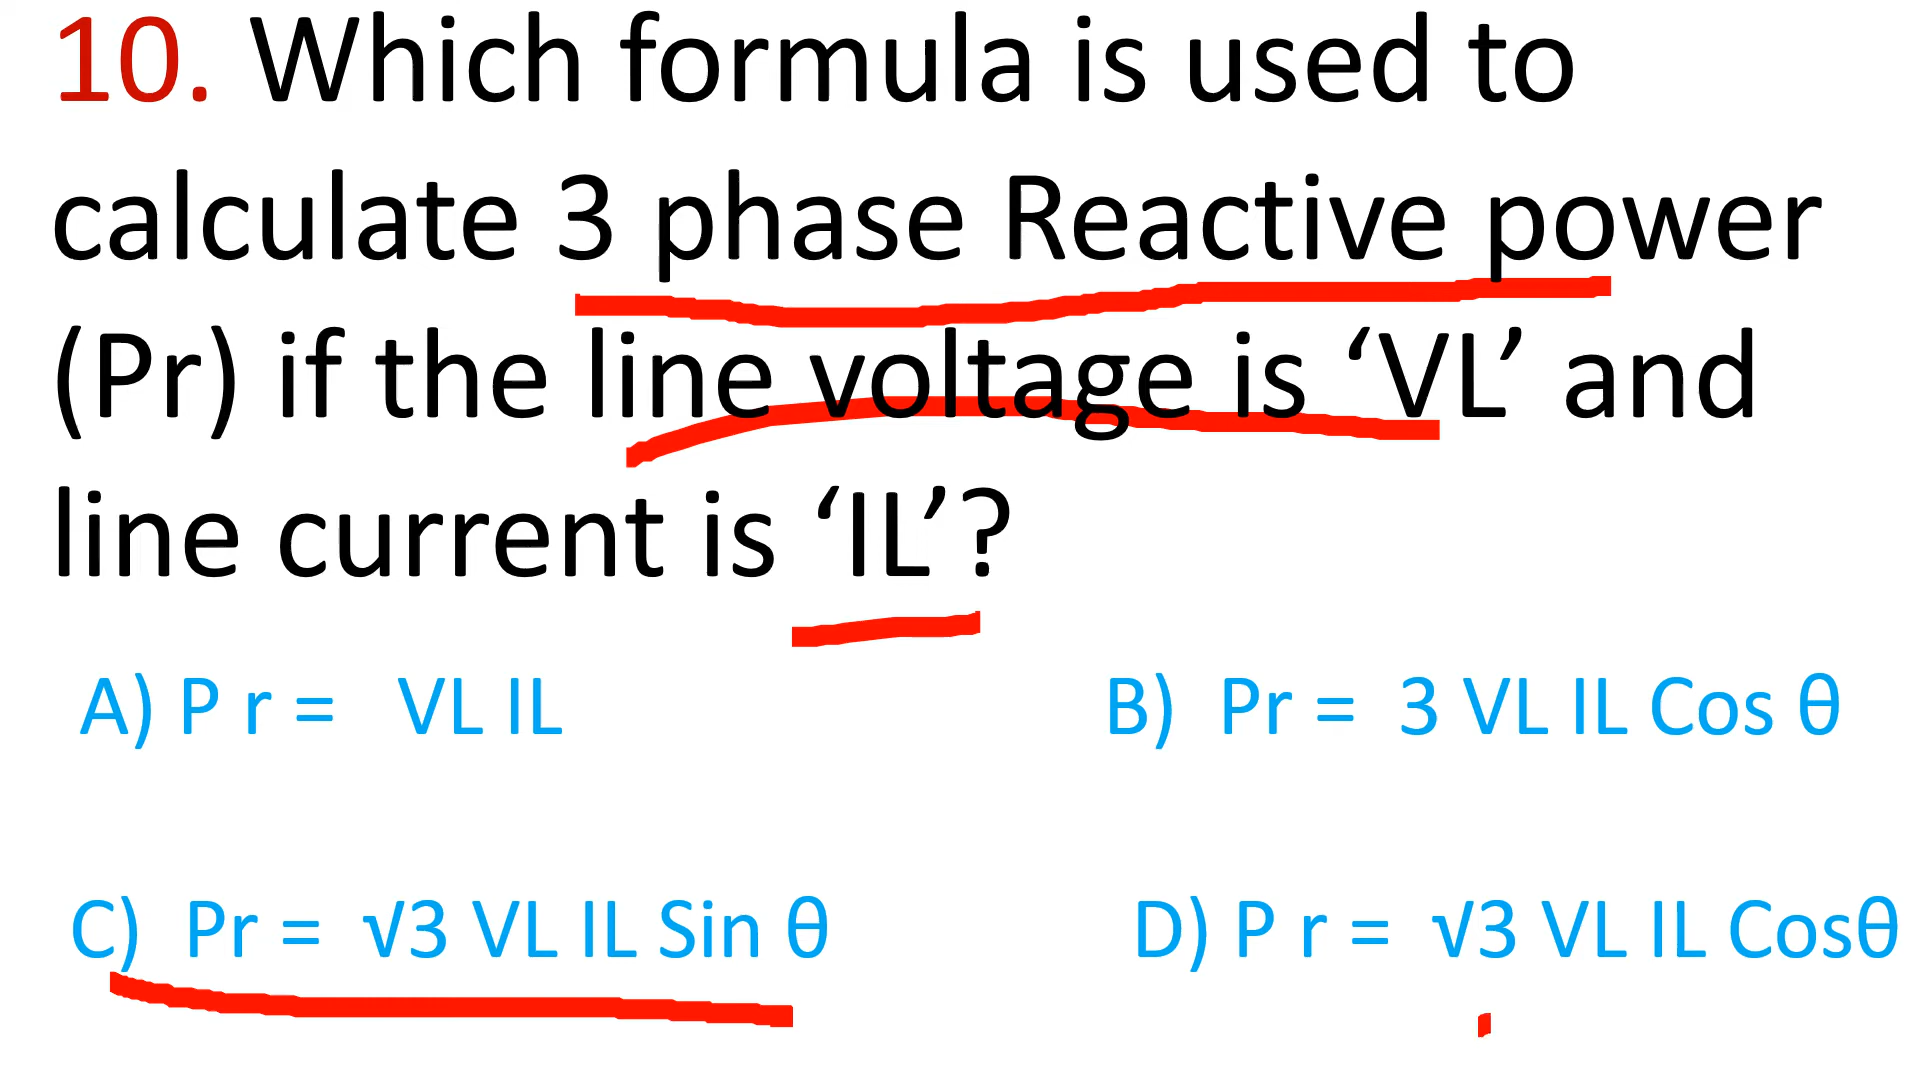 10. Which formula is used to
calculate 3 phase Reactive power
(Pr) if the line voltage is ‘VL’ and
line current is ‘IL’?
A) P r =   VL IL
B)  Pr =  3 VL IL Cos θ
C)  Pr =  √3 VL IL Sin θ
D) P r =  √3 VL IL Cosθ